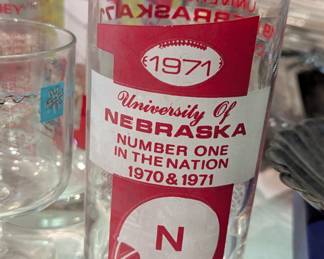 1971
University Of
NEBRASKA
NUMBER ONE
IN THE NATION
1970 & 1971
N